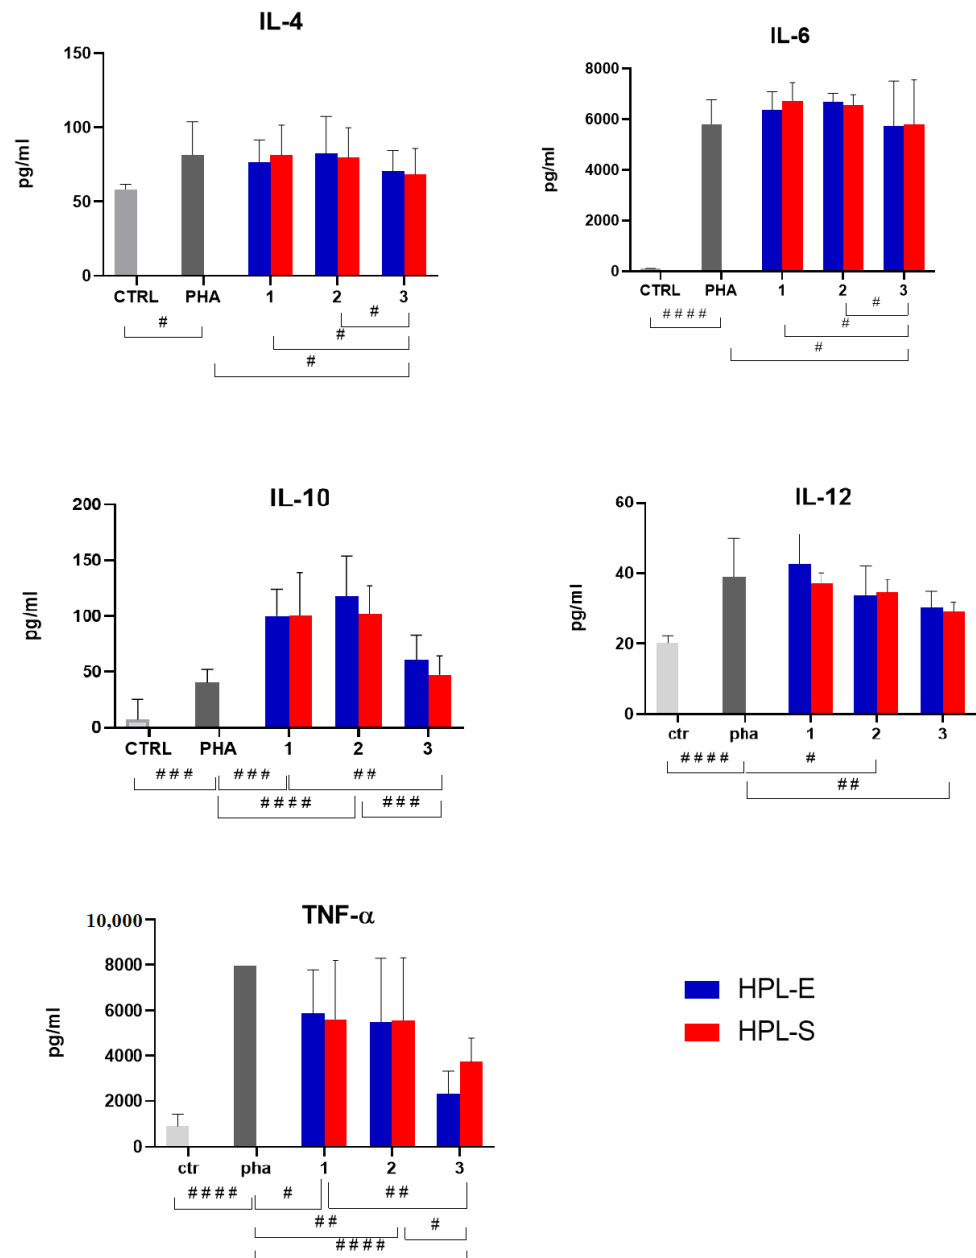 IL-4
150
100
50
0
pg/ml
CTRL PHA 1 2 3
#
#
#
#
IL-6
8000
6000
4000
2000
0
pg/ml
CTRL PHA 1 2 3
####
#
#
#
IL-10
200
150
100
50
0
pg/ml
CTRL PHA 1 2 3
### ### ##
#### ###
IL-12
60
40
20
0
pg/ml
ctr pha 1 2 3
#### #
##
TNF-α
10,000
8000
6000
4000
2000
0
pg/ml
ctr pha 1 2 3
#### # ##
## #
####
HPL-E
HPL-S